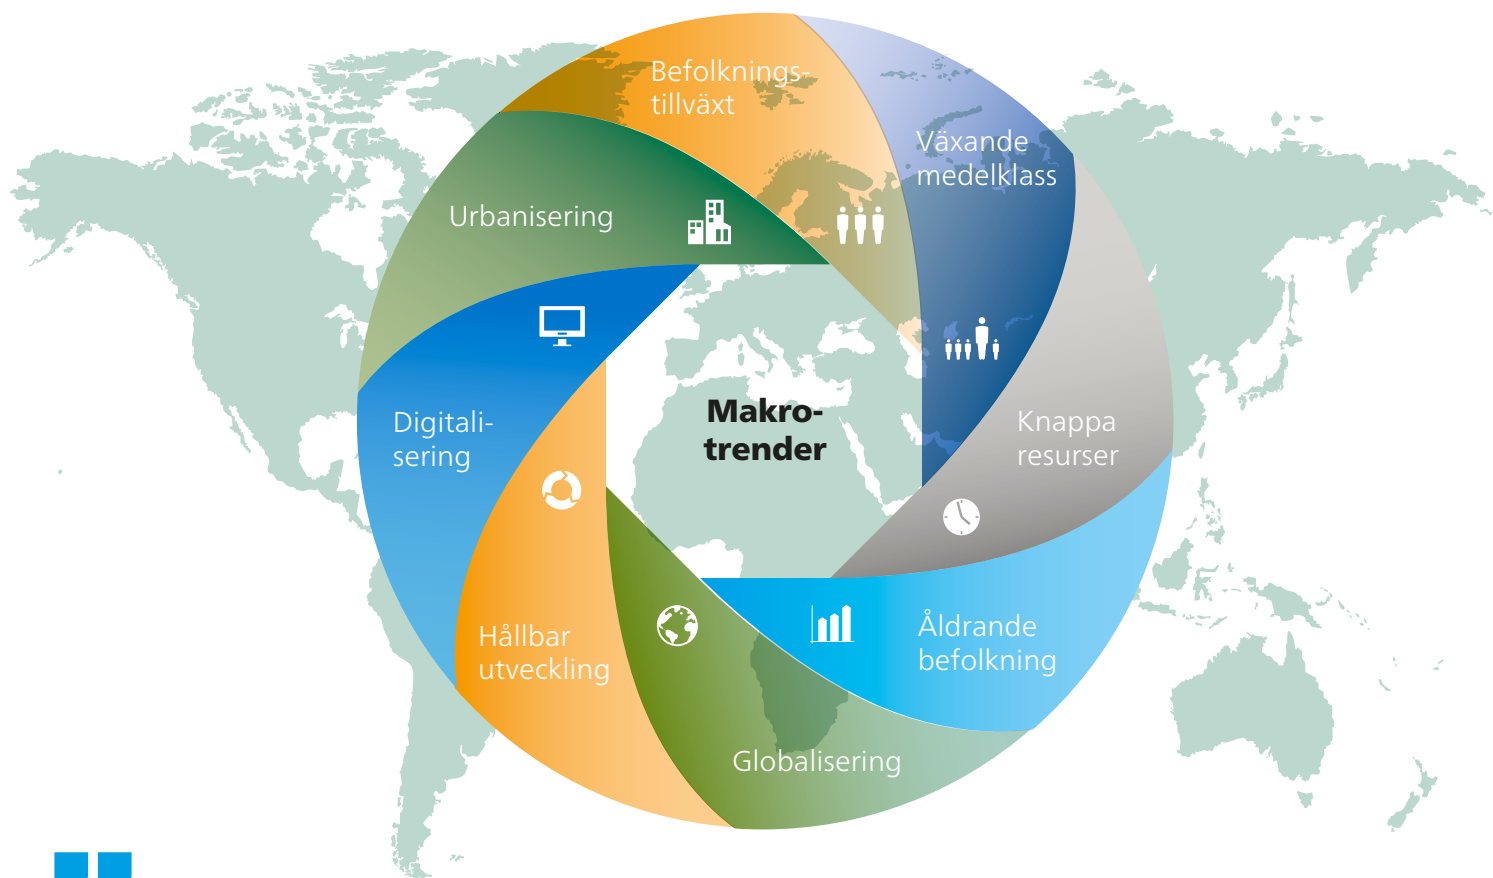 Befolknings-
tillväxt
Växande
medelklass
Knappa
resurser
Åldrande
befolkning
Globalisering
Hållbar
utveckling
Digitali-
sering
Urbanisering
Makro-
trender